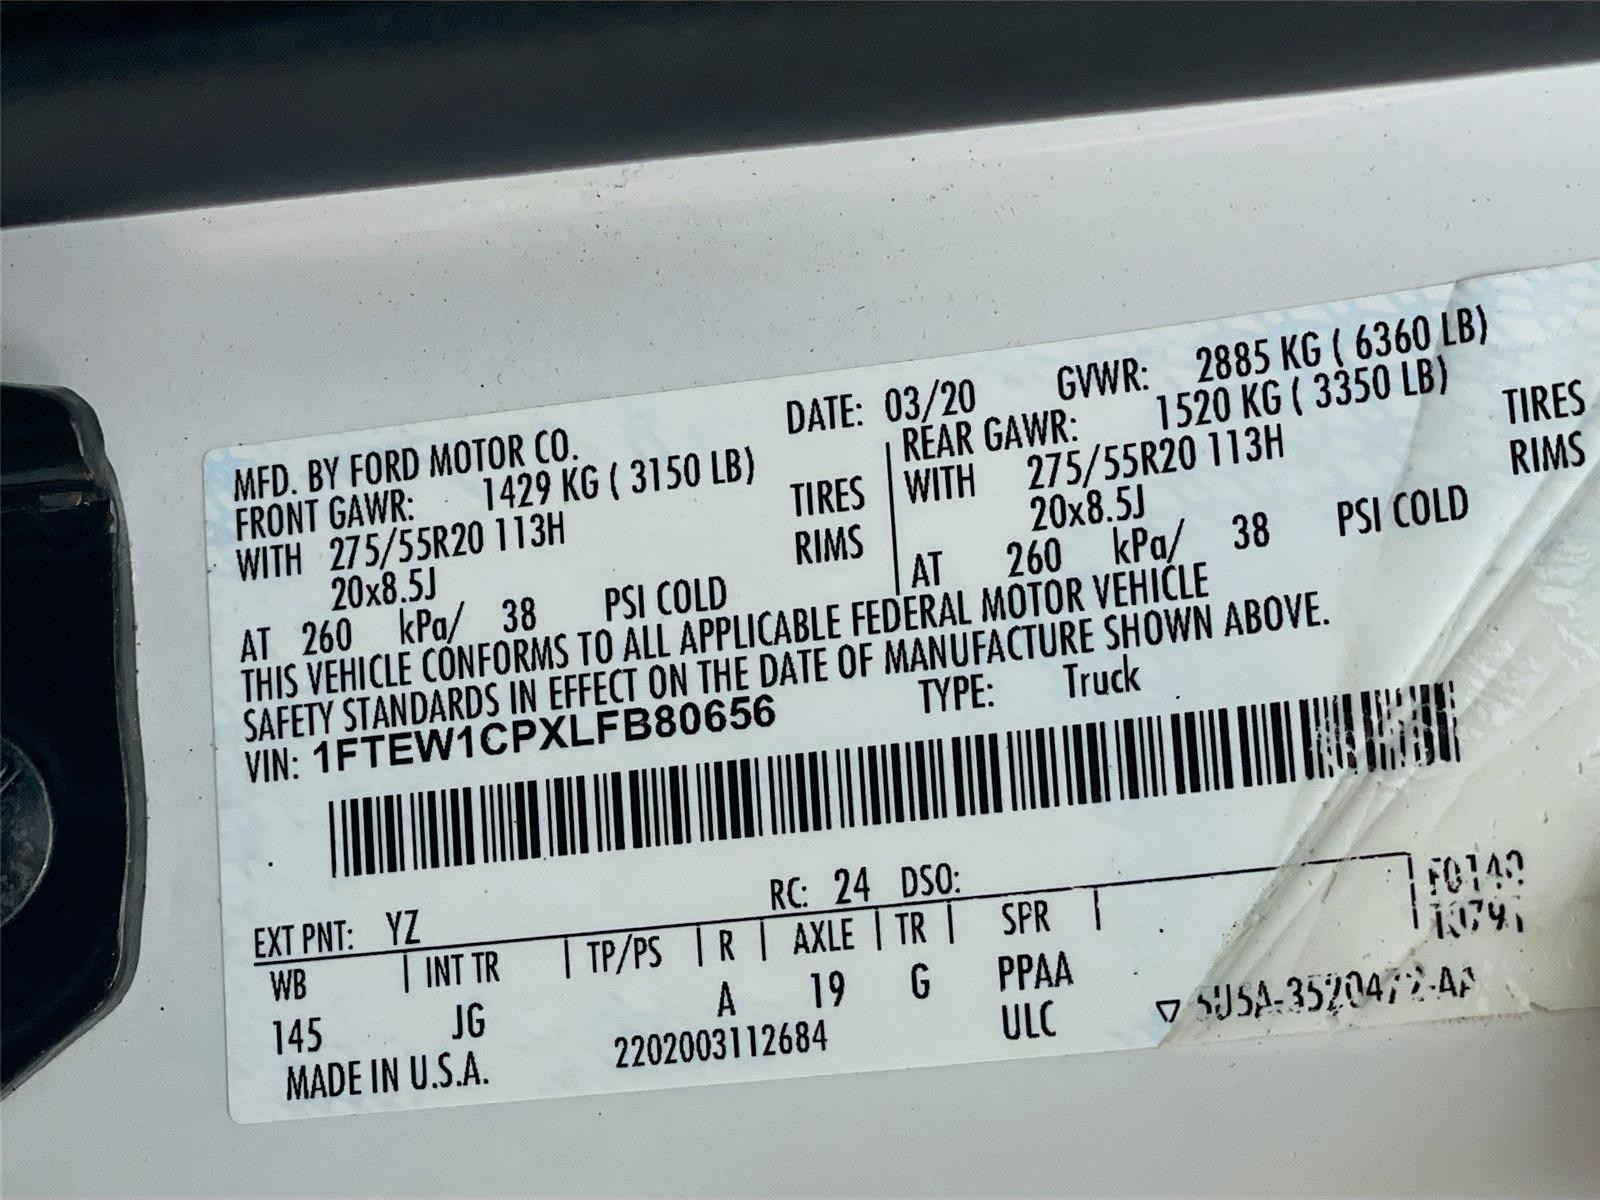 MFD. BY FORD MOTOR CO. DATE: 03/20 GVWR: 2885 KG ( 6360 LB)
FRONT GAWR: 1429 KG ( 3150 LB) REAR GAWR: 1520 KG ( 3350 LB)
WITH 275/55R20 113H TIRES WITH 275/55R20 113H TIRES
20x8.5J RIMS 20x8.5J RIMS
AT 260 kPa/ 38 PSI COLD AT 260 kPa/ 38 PSI COLD
THIS VEHICLE CONFORMS TO ALL APPLICABLE FEDERAL MOTOR VEHICLE
SAFETY STANDARDS IN EFFECT ON THE DATE OF MANUFACTURE SHOWN ABOVE.
VIN: 1FTEW1CPXLFB80656 TYPE: Truck
EXT PNT: YZ RC: 24 DSO:
WB INT TR TP/PS R AXLE TR SPR
145 JG A 19 G PPAA
MADE IN U.S.A. 2202003112684 ULC